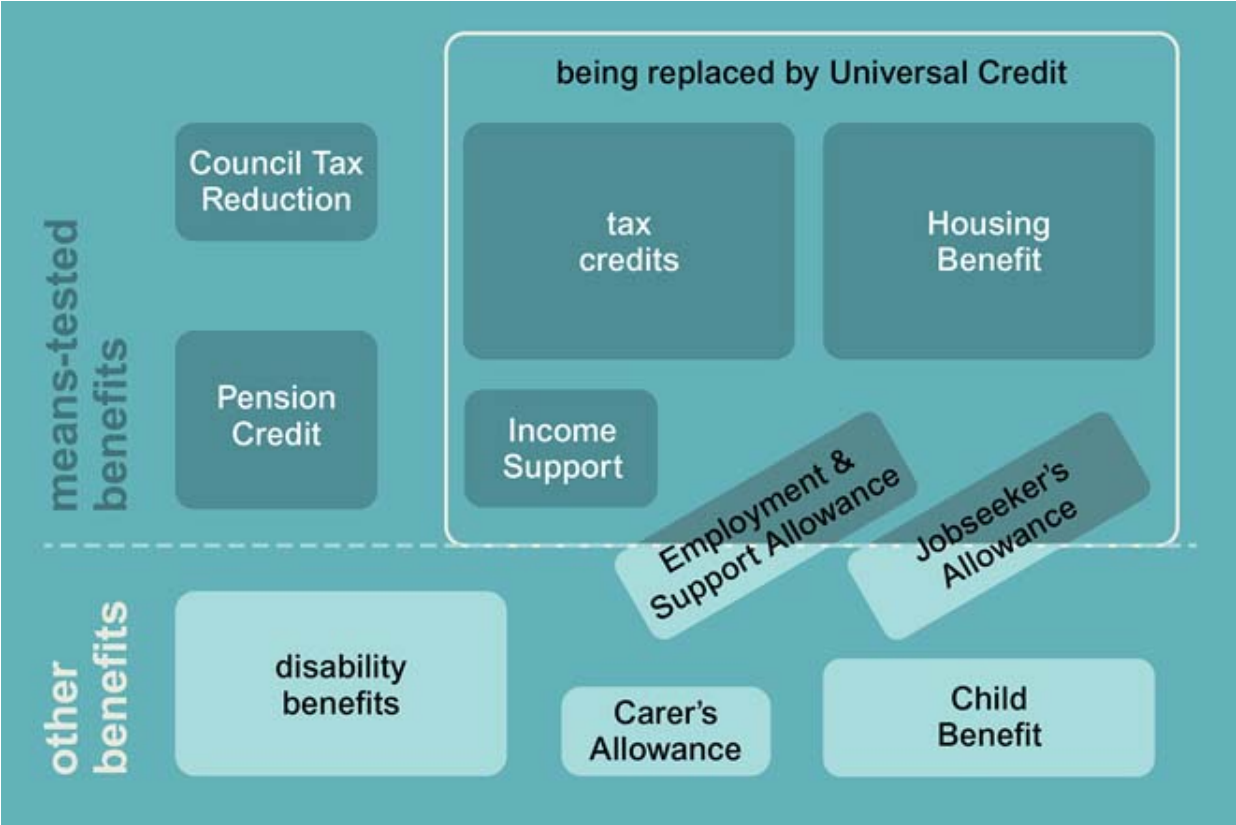 being replaced by Universal Credit
means-tested
benefits
Council Tax
Reduction
tax
credits
Housing
Benefit
Pension
Credit
Income
Support
Employment &
Support Allowance
Jobseeker's
Allowance
other
benefits
disability
benefits
Carer's
Allowance
Child
Benefit